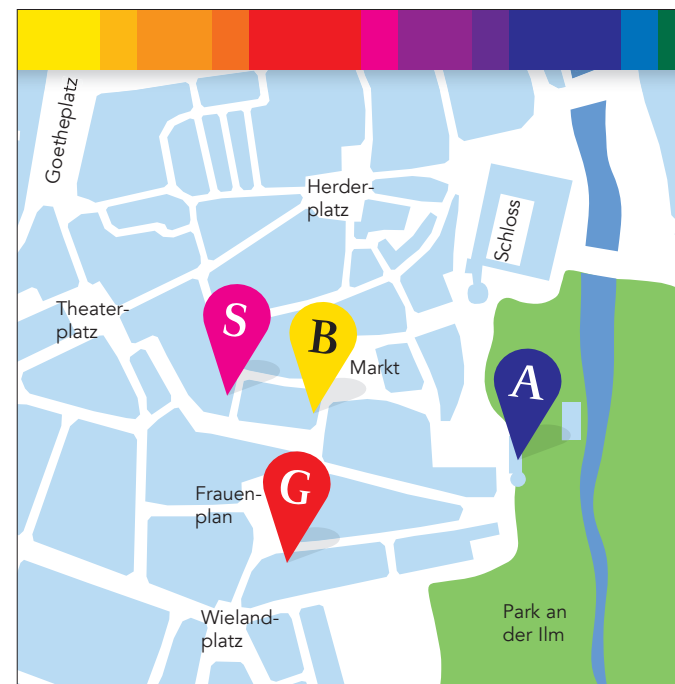 Goetheplatz
Herder-
platz
Schloss
Theater-
platz
S
B
Markt
A
G
Frauen-
plan
Wieland-
platz
Park an
der Ilm